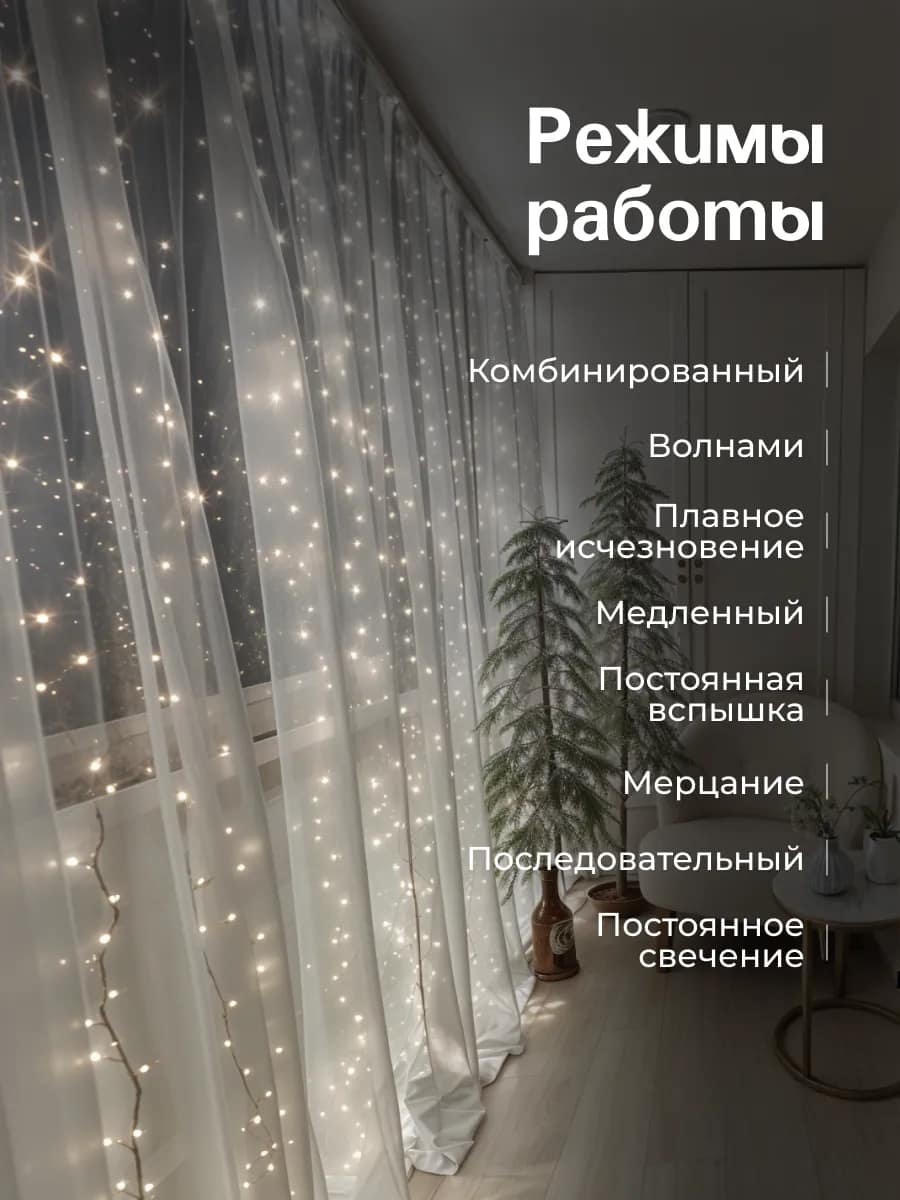 Режимы
работы
Комбинированный
Волнами
Плавное
исчезновение
Медленный
Постоянная
вспышка
Мерцание
Последовательный
Постоянное
свечение